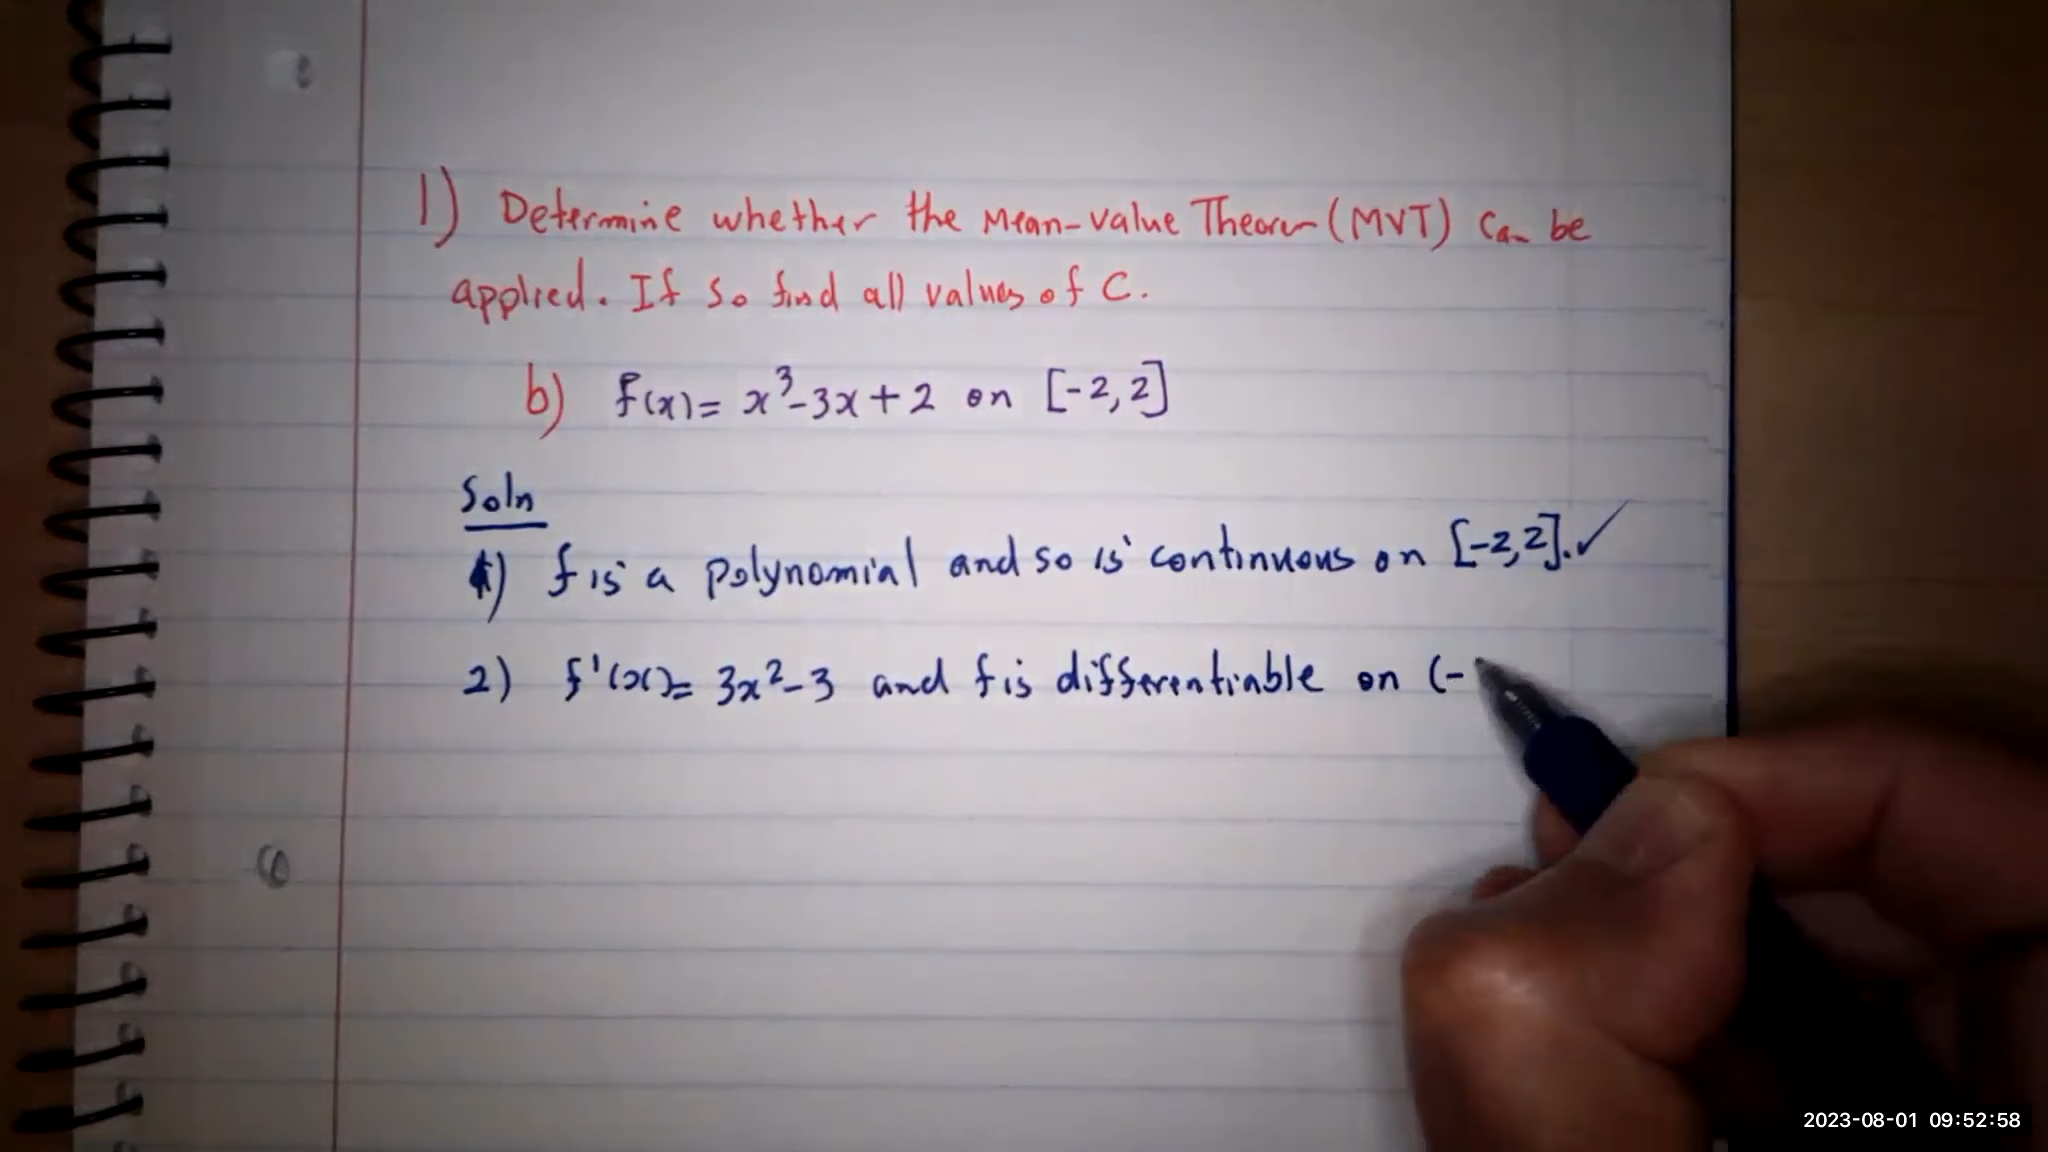 1) Determine whether the Mean-value Theorem (MVT) can be
applied. If so find all values of C.
b) f(x)= x³-3x+2 on [-2,2]
Soln
1) f is a polynomial and so is continuous on [-2,2].✓
2) f'(x)= 3x²-3 and f is differentiable on (-
2023-08-01 09:52:58